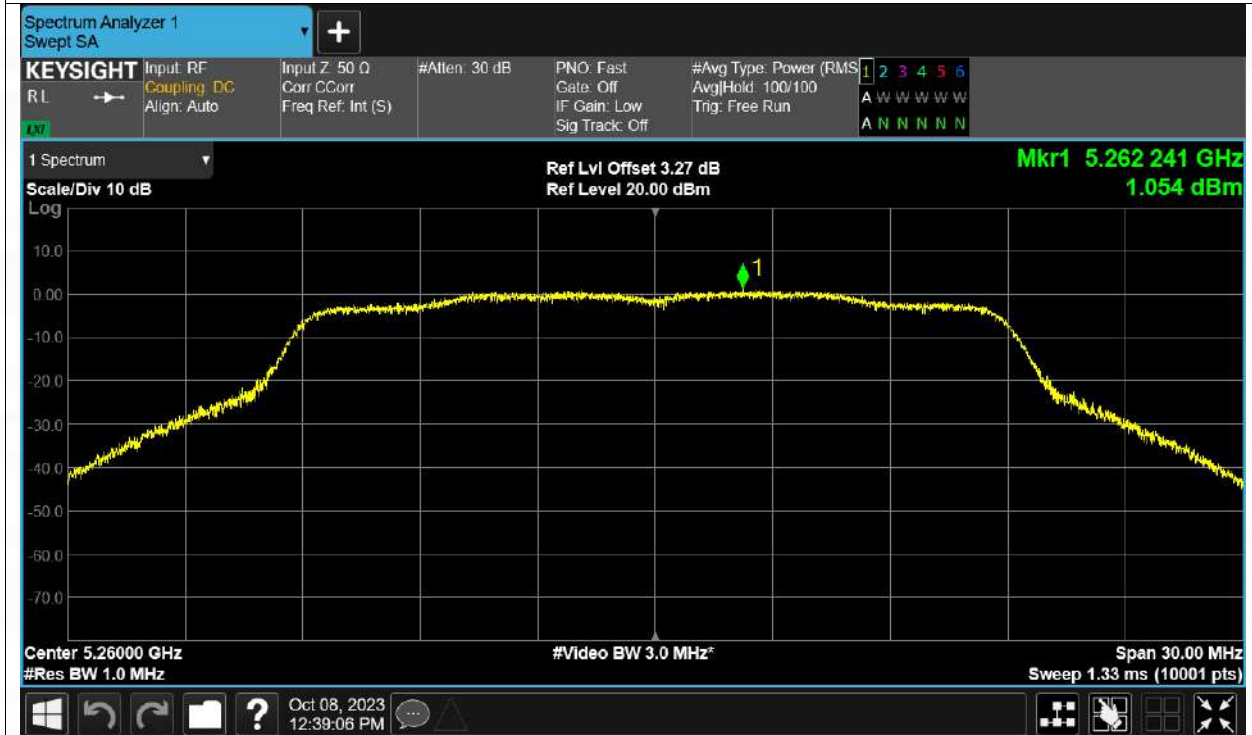 Spectrum Analyzer 1
Swept SA
+
KEYSIGHT
RL
LXI
Input: RF
Coupling: DC
Align: Auto
Input Z: 50 Ω
Corr CCorr
Freq Ref: Int (S)
#Atten: 30 dB
PNO: Fast
Gate: Off
IF Gain: Low
Sig Track: Off
#Avg Type: Power (RMS
Avg|Hold: 100/100
Trig: Free Run
1 2 3 4 5 6
A W W W W W
A N N N N N
1 Spectrum
Scale/Div 10 dB
Log
Ref Lvl Offset 3.27 dB
Ref Level 20.00 dBm
Mkr1 5.262 241 GHz
1.054 dBm
1
10.0
0.00
-10.0
-20.0
-30.0
-40.0
-50.0
-60.0
-70.0
Center 5.26000 GHz
#Res BW 1.0 MHz
#Video BW 3.0 MHz*
Span 30.00 MHz
Sweep 1.33 ms (10001 pts)
?
Oct 08, 2023
12:39:06 PM